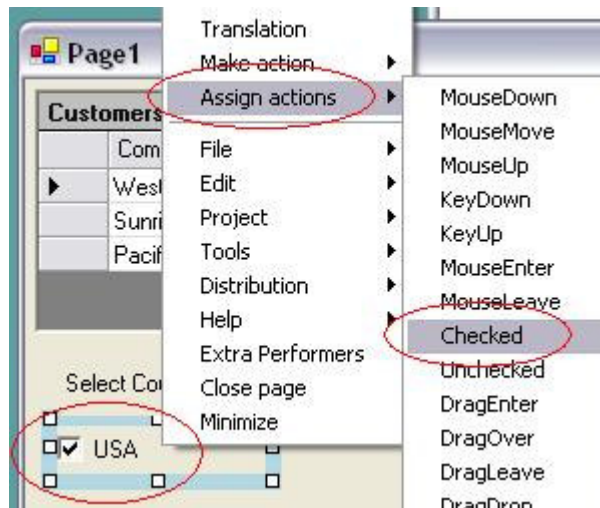 Page1
Customers
Com
West
Sunri
Pacif
Select Cou
USA
Translation
Make action
Assign actions
File
Edit
Project
Tools
Distribution
Help
Extra Performers
Close page
Minimize
MouseDown
MouseMove
MouseUp
KeyDown
KeyUp
MouseEnter
MouseLeave
Checked
Unchecked
DragEnter
DragOver
DragLeave
DragDrop